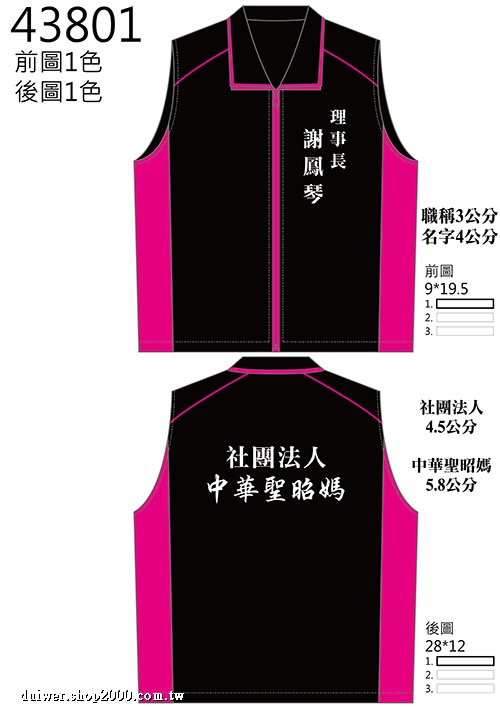 43801
前圖1色
後圖1色
理事長
謝鳳琴
職稱3公分
名字4公分
前圖
9*19.5
1.
2.
3.
社團法人
4.5公分
社團法人
中華聖昭媽
中華聖昭媽
5.8公分
後圖
28*12
1.
2.
3.
duiwer.shop2000.com.tw